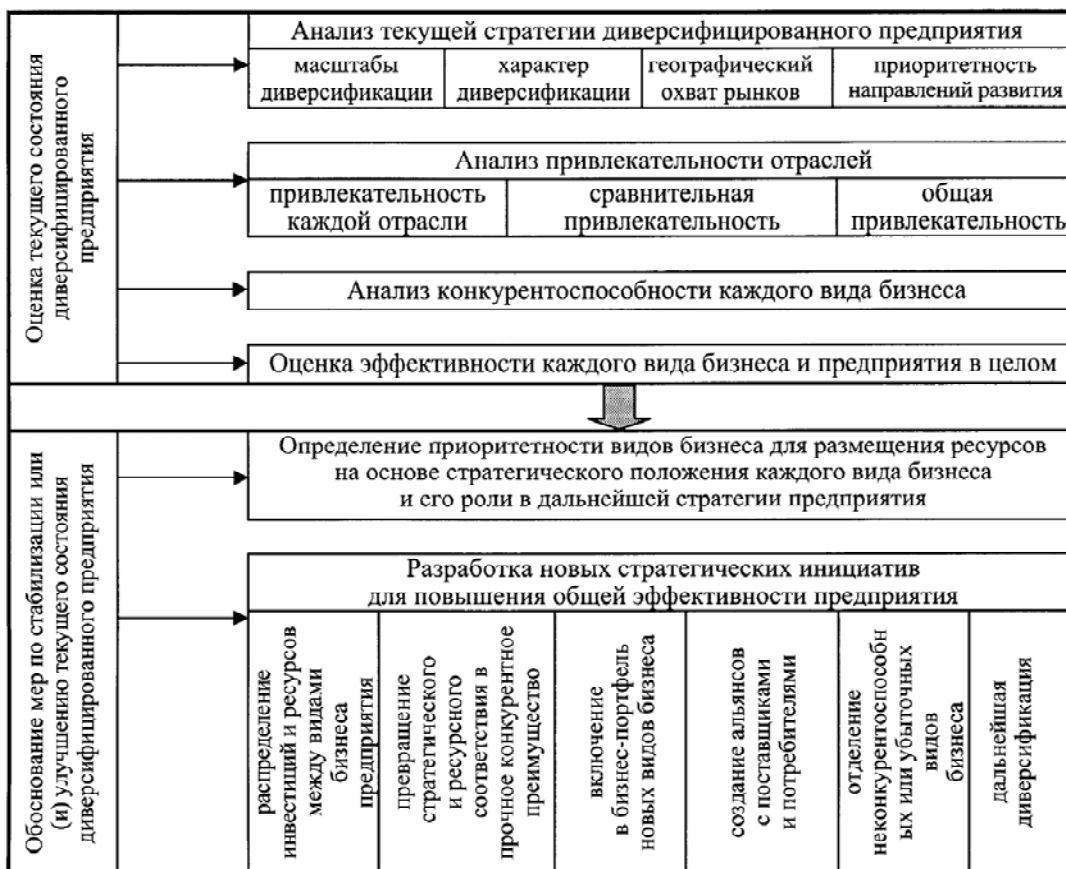 Оценка текущего состояния
диверсифицированного
предприятия
Анализ текущей стратегии диверсифицированного предприятия
масштабы
диверсификации
характер
диверсификации
географический
охват рынков
приоритетность
направлений развития
Анализ привлекательности отраслей
привлекательность
каждой отрасли
сравнительная
привлекательность
общая
привлекательность
Анализ конкурентоспособности каждого вида бизнеса
Оценка эффективности каждого вида бизнеса и предприятия в целом
Обоснование мер по стабилизации или
(и) улучшению текущего состояния
диверсифицированного предприятия
Определение приоритетности видов бизнеса для размещения ресурсов
на основе стратегического положения каждого вида бизнеса
и его роли в дальнейшей стратегии предприятия
Разработка новых стратегических инициатив
для повышения общей эффективности предприятия
распределение
инвестиций и ресурсов
между видами
бизнеса
предприятия
превращение
стратегического
и ресурсного
соответствия в
прочное конкурентное
преимущество
включение
в бизнес-портфель
новых видов бизнеса
создание альянсов
с поставщиками
и потребителями
отделение
неконкурентоспособн
ых или убыточных
видов
бизнеса
дальнейшая
диверсификация